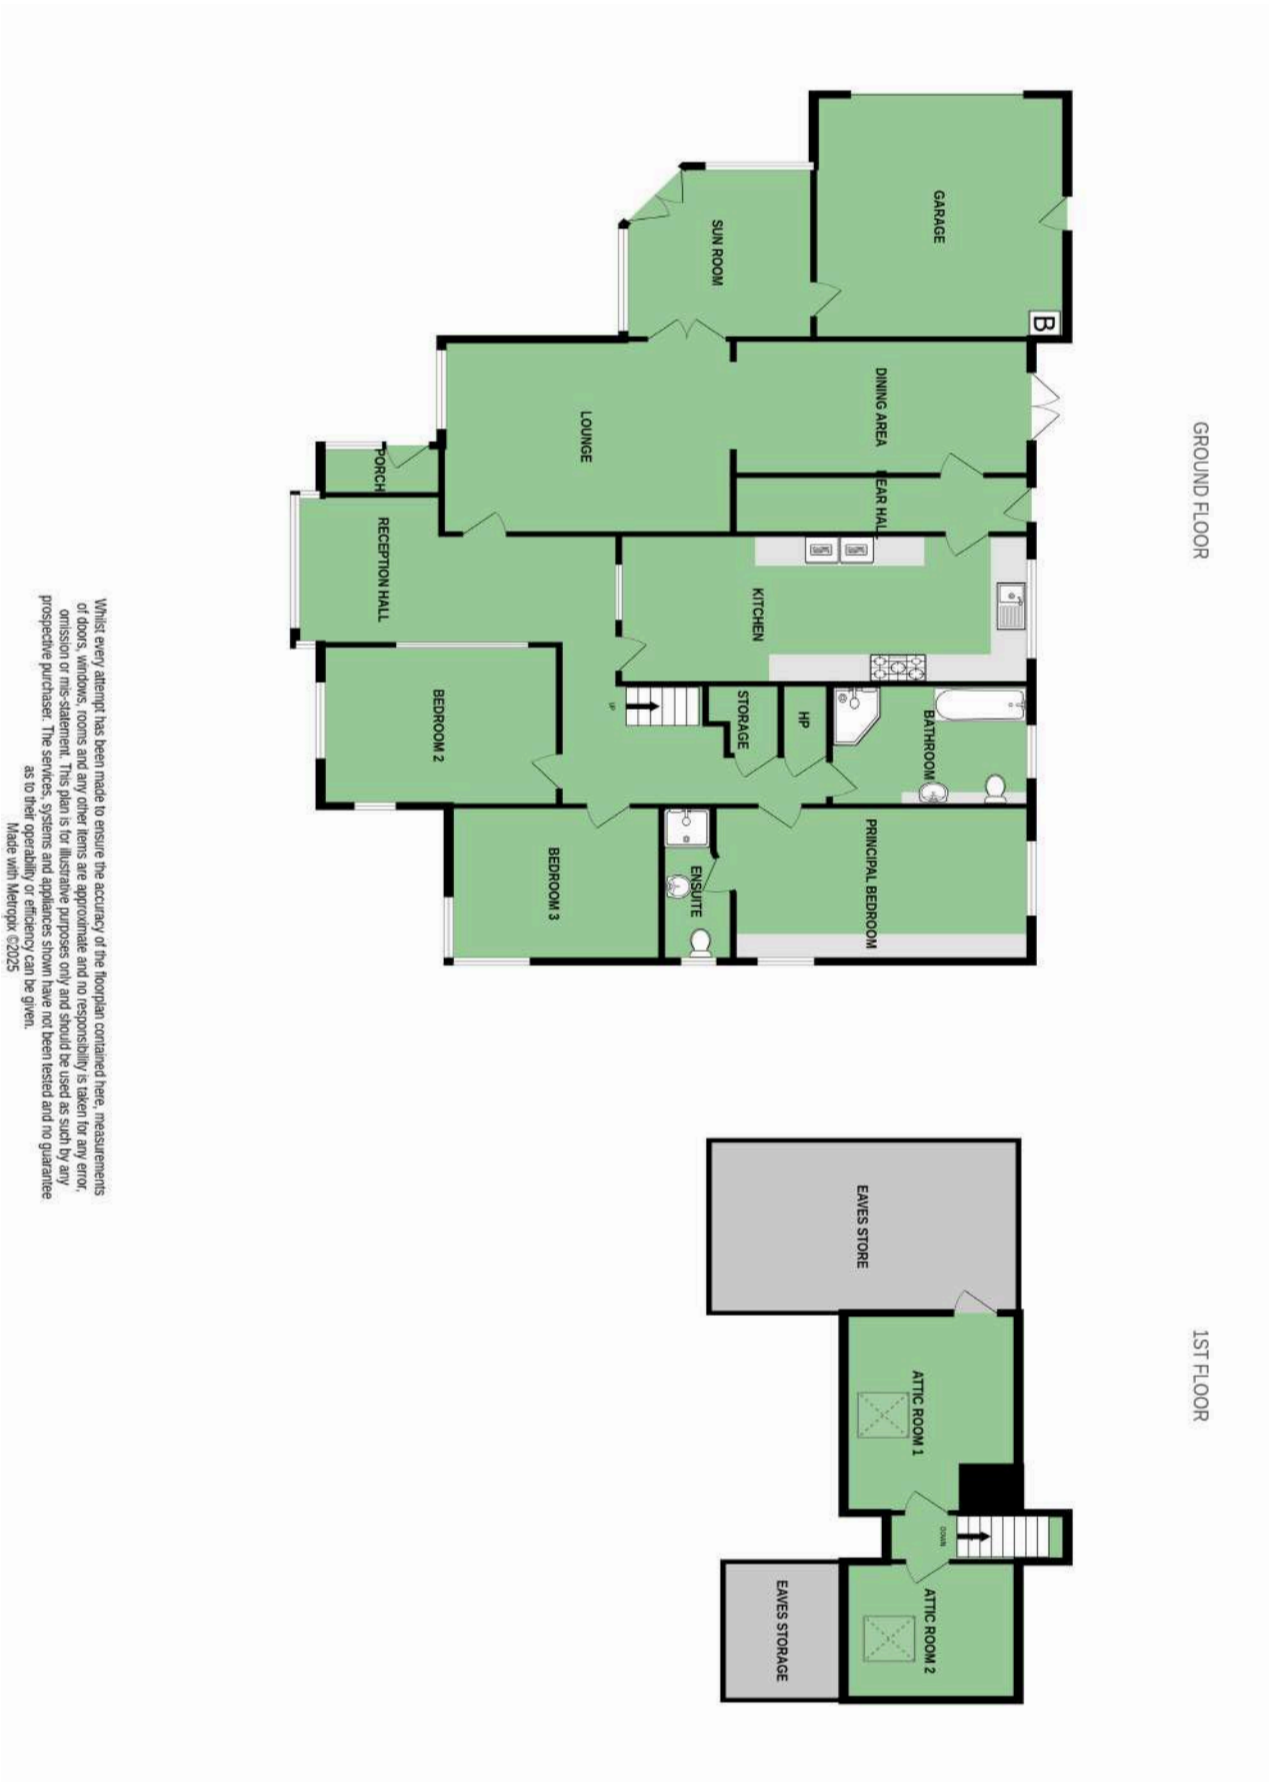 GROUND FLOOR
1ST FLOOR
GARAGE
B
SUN ROOM
DINING AREA
LOUNGE
EAR HAL
PORCH
RECEPTION HALL
KITCHEN
UP
STORAGE
HP
BATHROOM
BEDROOM 2
BEDROOM 3
ENSUITE
PRINCIPAL BEDROOM
EAVES STORE
ATTIC ROOM 1
DOWN
ATTIC ROOM 2
EAVES STORAGE
Whilst every attempt has been made to ensure the accuracy of the floorplan contained here, measurements
of doors, windows, rooms and any other items are approximate and no responsibility is taken for any error,
omission or mis-statement. This plan is for illustrative purposes only and should be used as such by any
prospective purchaser. The services, systems and appliances shown have not been tested and no guarantee
as to their operability or efficiency can be given.
Made with Metropix ©2025